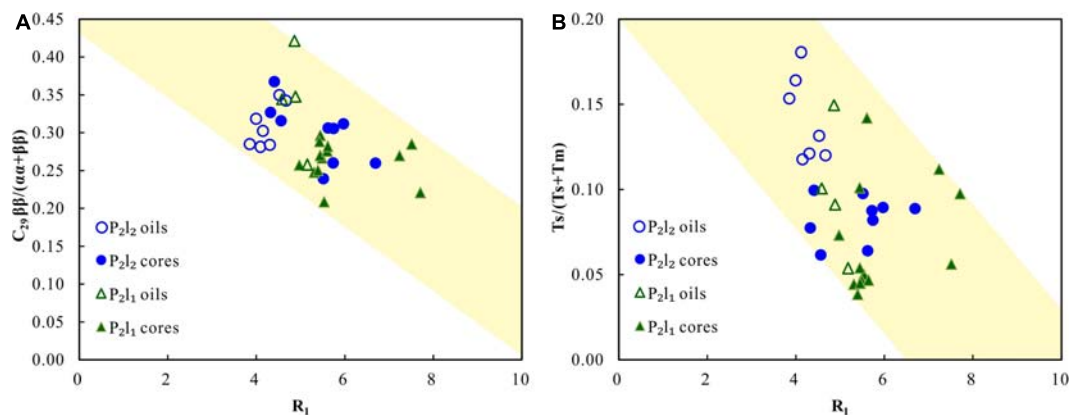 A
C₂₉ββ/(αα+ββ)
0.45
0.40
0.35
0.30
0.25
0.20
0.15
0.10
0.05
0.00
P₂l₂ oils
P₂l₂ cores
P₂l₁ oils
P₂l₁ cores
0 2 4 6 8 10
R₁
B
Ts/(Ts+Tm)
0.20
0.15
0.10
0.05
0.00
P₂l₂ oils
P₂l₂ cores
P₂l₁ oils
P₂l₁ cores
0 2 4 6 8 10
R₁